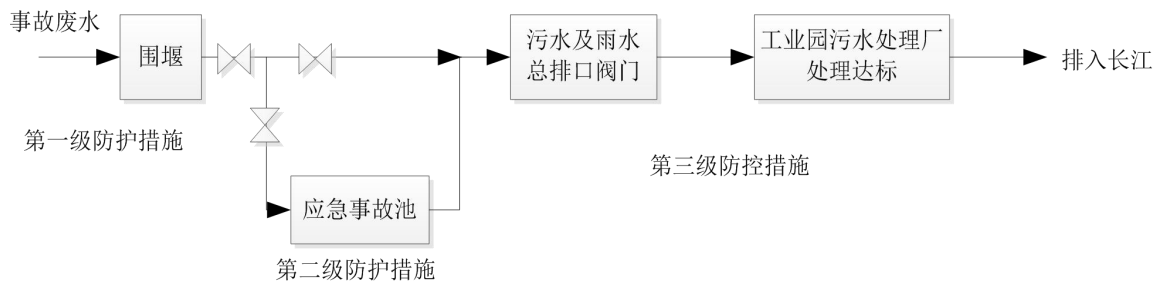 事故废水
围堰
污水及雨水
总排口阀门
工业园污水处理厂
处理达标
排入长江
第一级防护措施
第三级防控措施
应急事故池
第二级防护措施